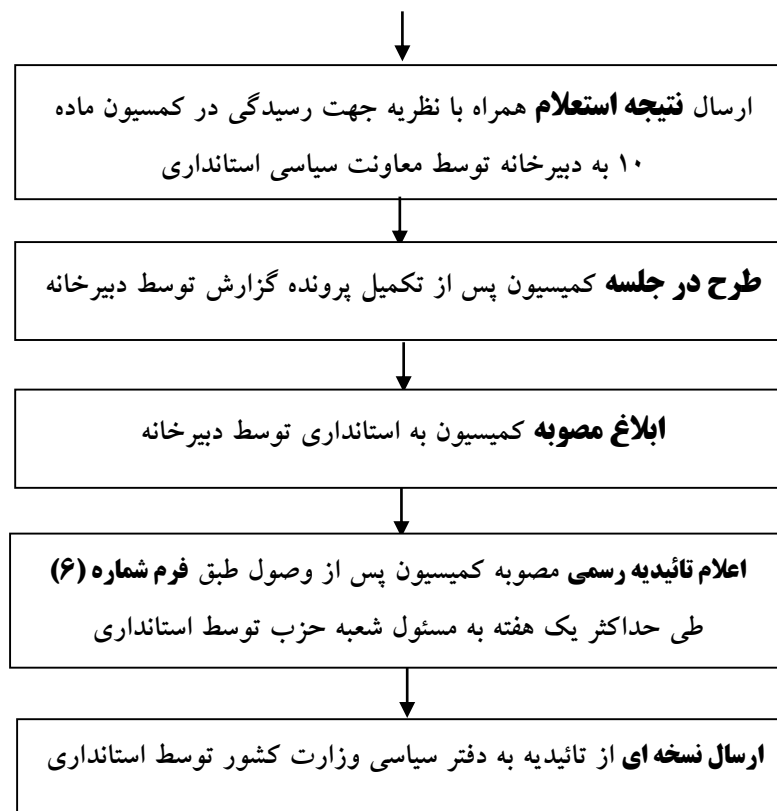 ارسال نتیجه استعلام همراه با نظریه جهت رسیدگی در کمسیون ماده
۱۰ به دبیرخانه توسط معاونت سیاسی استانداری
طرح در جلسه کمیسیون پس از تکمیل پرونده گزارش توسط دبیرخانه
ابلاغ مصوبه کمیسیون به استانداری توسط دبیرخانه
اعلام تائیدیه رسمی مصوبه کمیسیون پس از وصول طبق فرم شماره (۶)
طی حداکثر یک هفته به مسئول شعبه حزب توسط استانداری
ارسال نسخه ای از تائیدیه به دفتر سیاسی وزارت کشور توسط استانداری